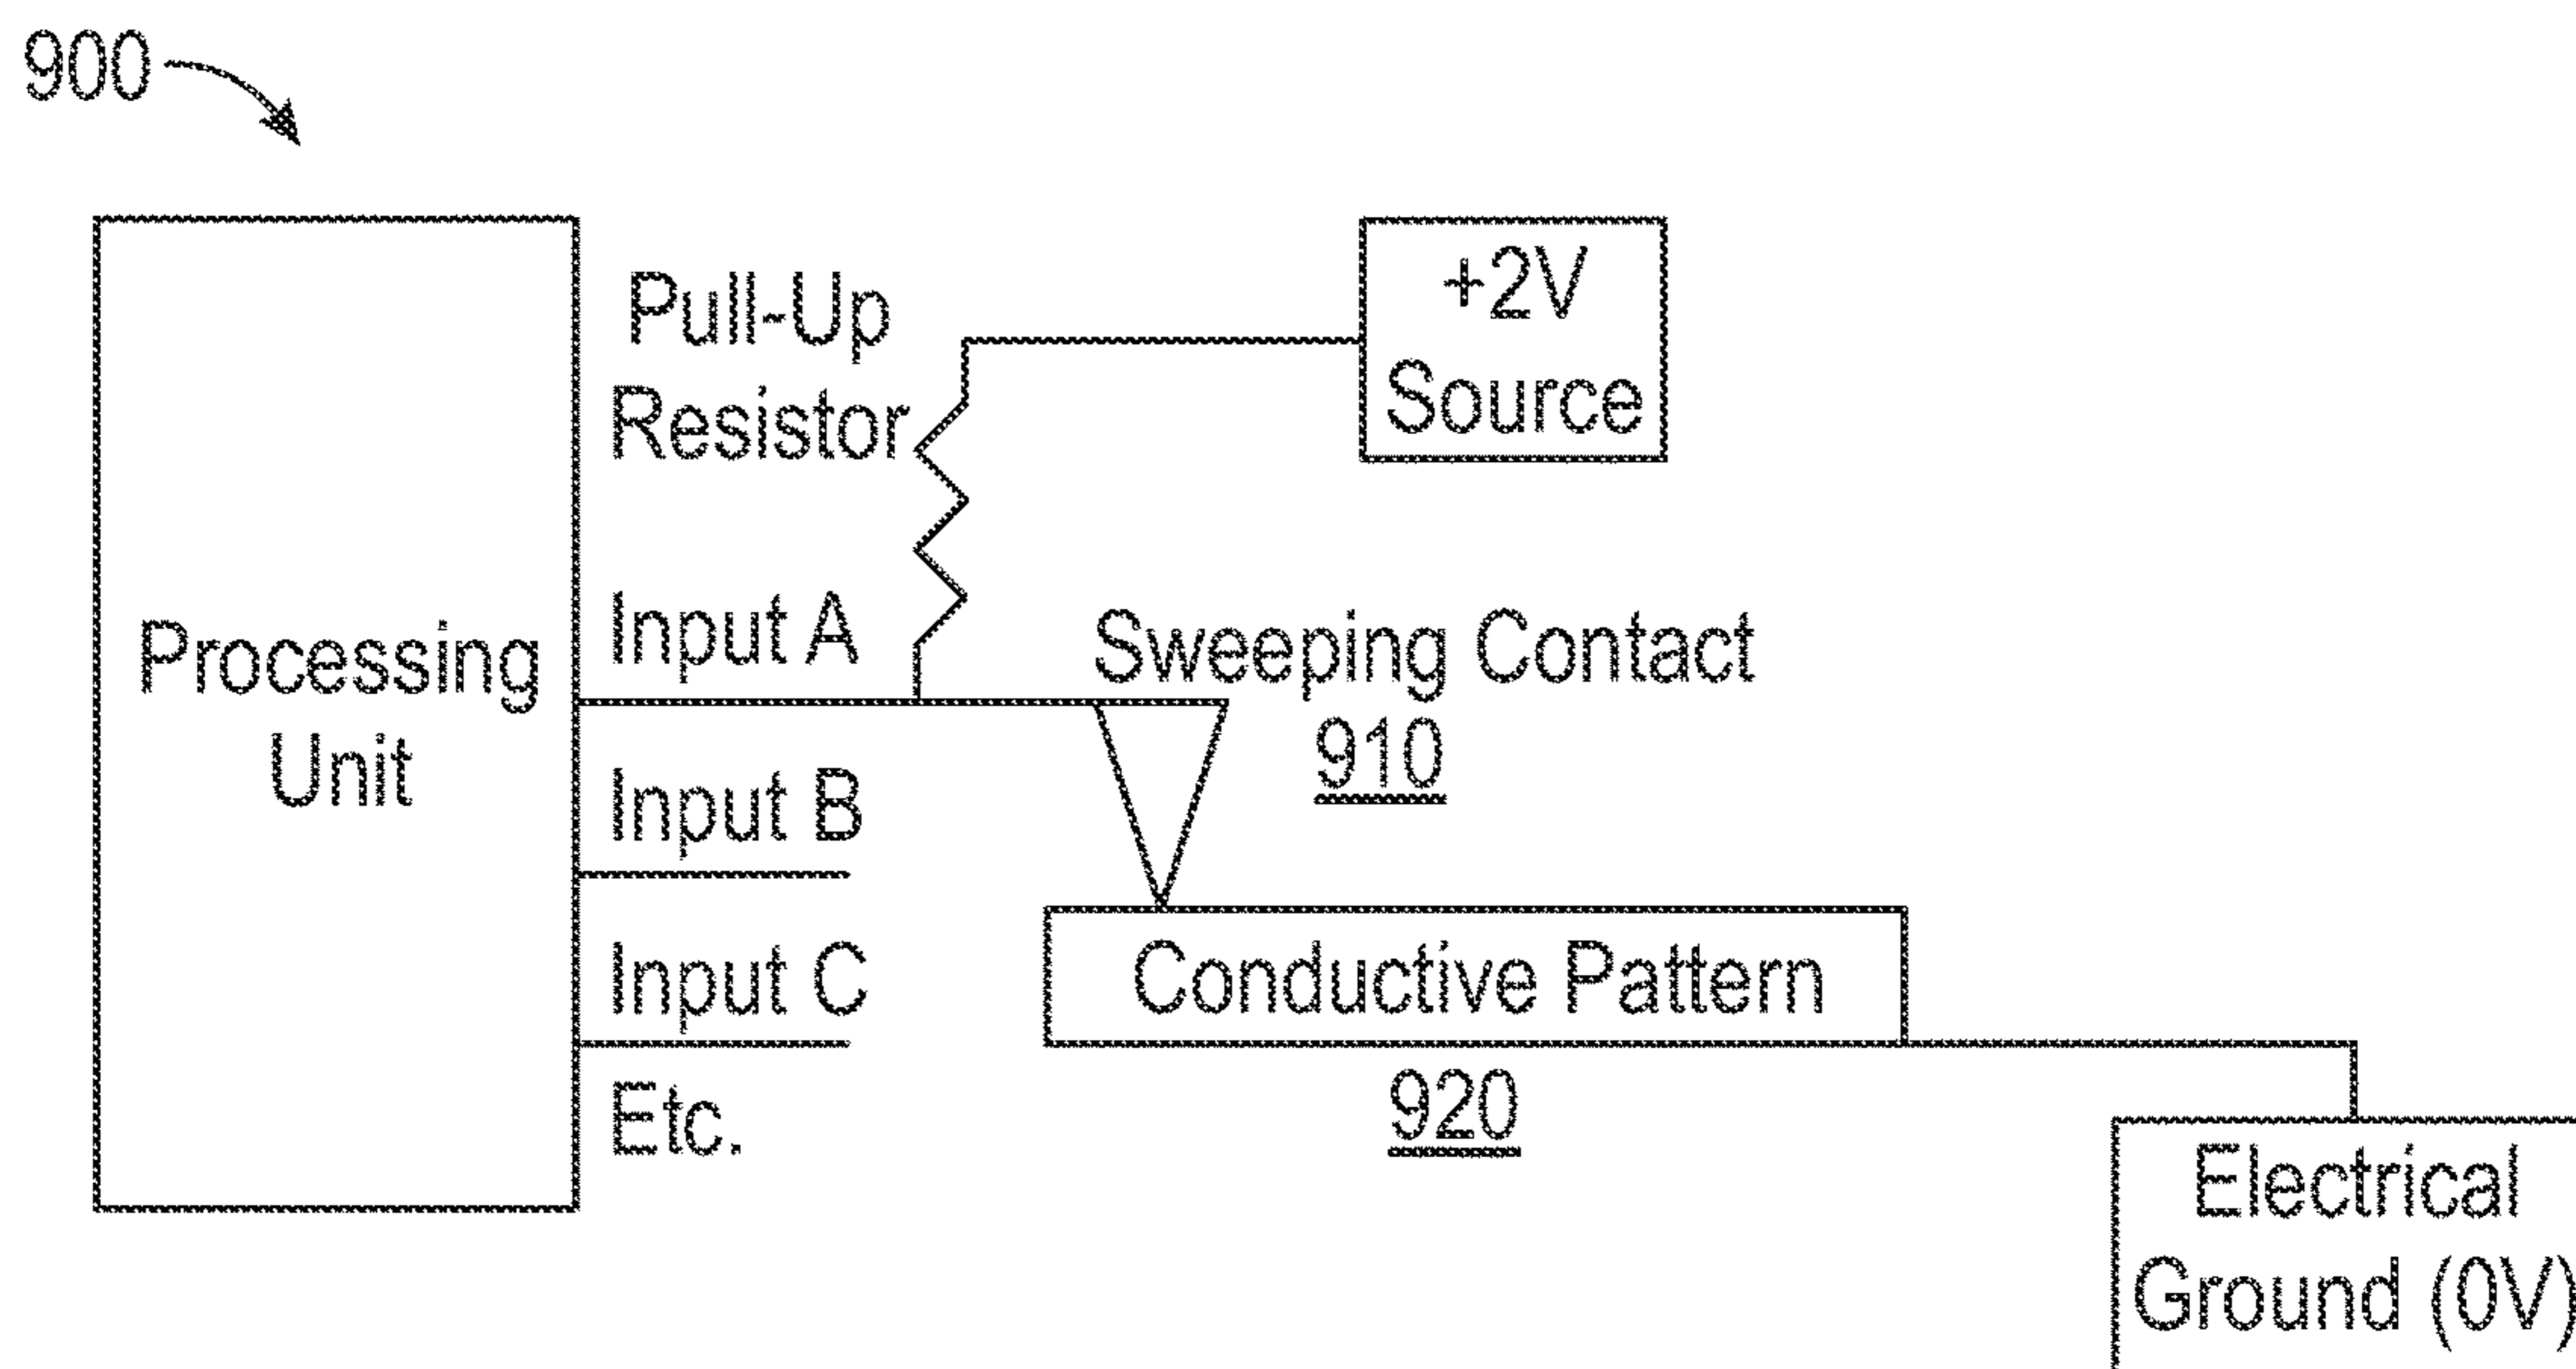 900
+2V
Source
Pull-Up
Resistor
Processing
Unit
Input A
Sweeping Contact
910
Input B
Input C
Conductive Pattern
920
Etc.
Electrical
Ground (0V)